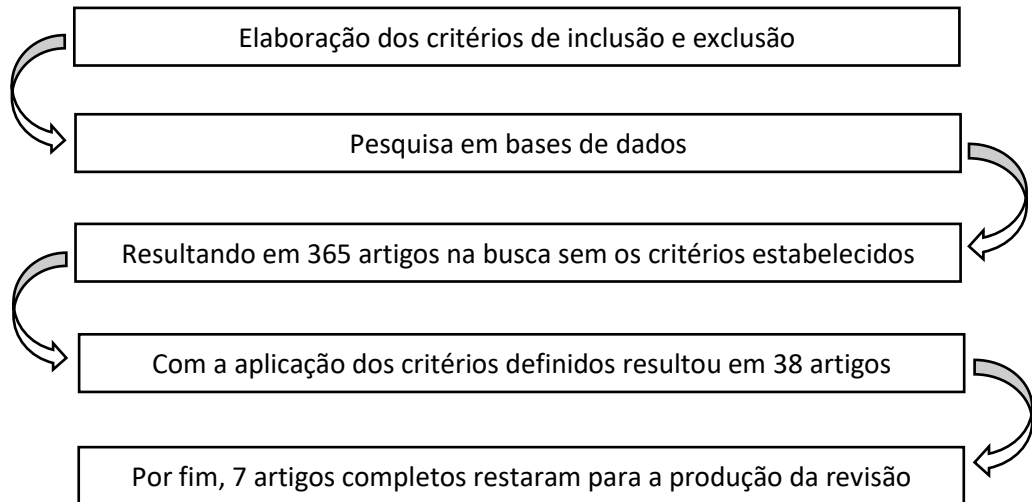 Elaboração dos critérios de inclusão e exclusão
Pesquisa em bases de dados
Resultando em 365 artigos na busca sem os critérios estabelecidos
Com a aplicação dos critérios definidos resultou em 38 artigos
Por fim, 7 artigos completos restaram para a produção da revisão